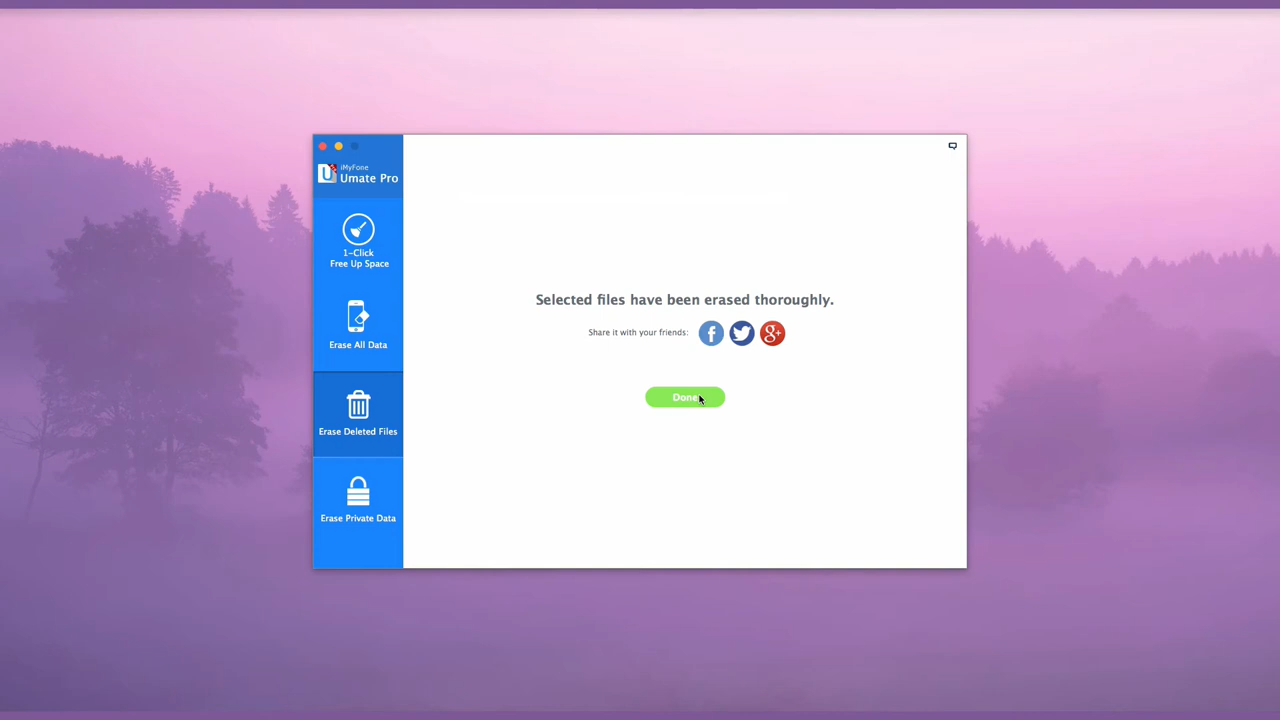 iMyFone
Umate Pro
1-Click
Free Up Space
Erase All Data
Erase Deleted Files
Erase Private Data
Selected files have been erased thoroughly.
Share it with your friends:
Done